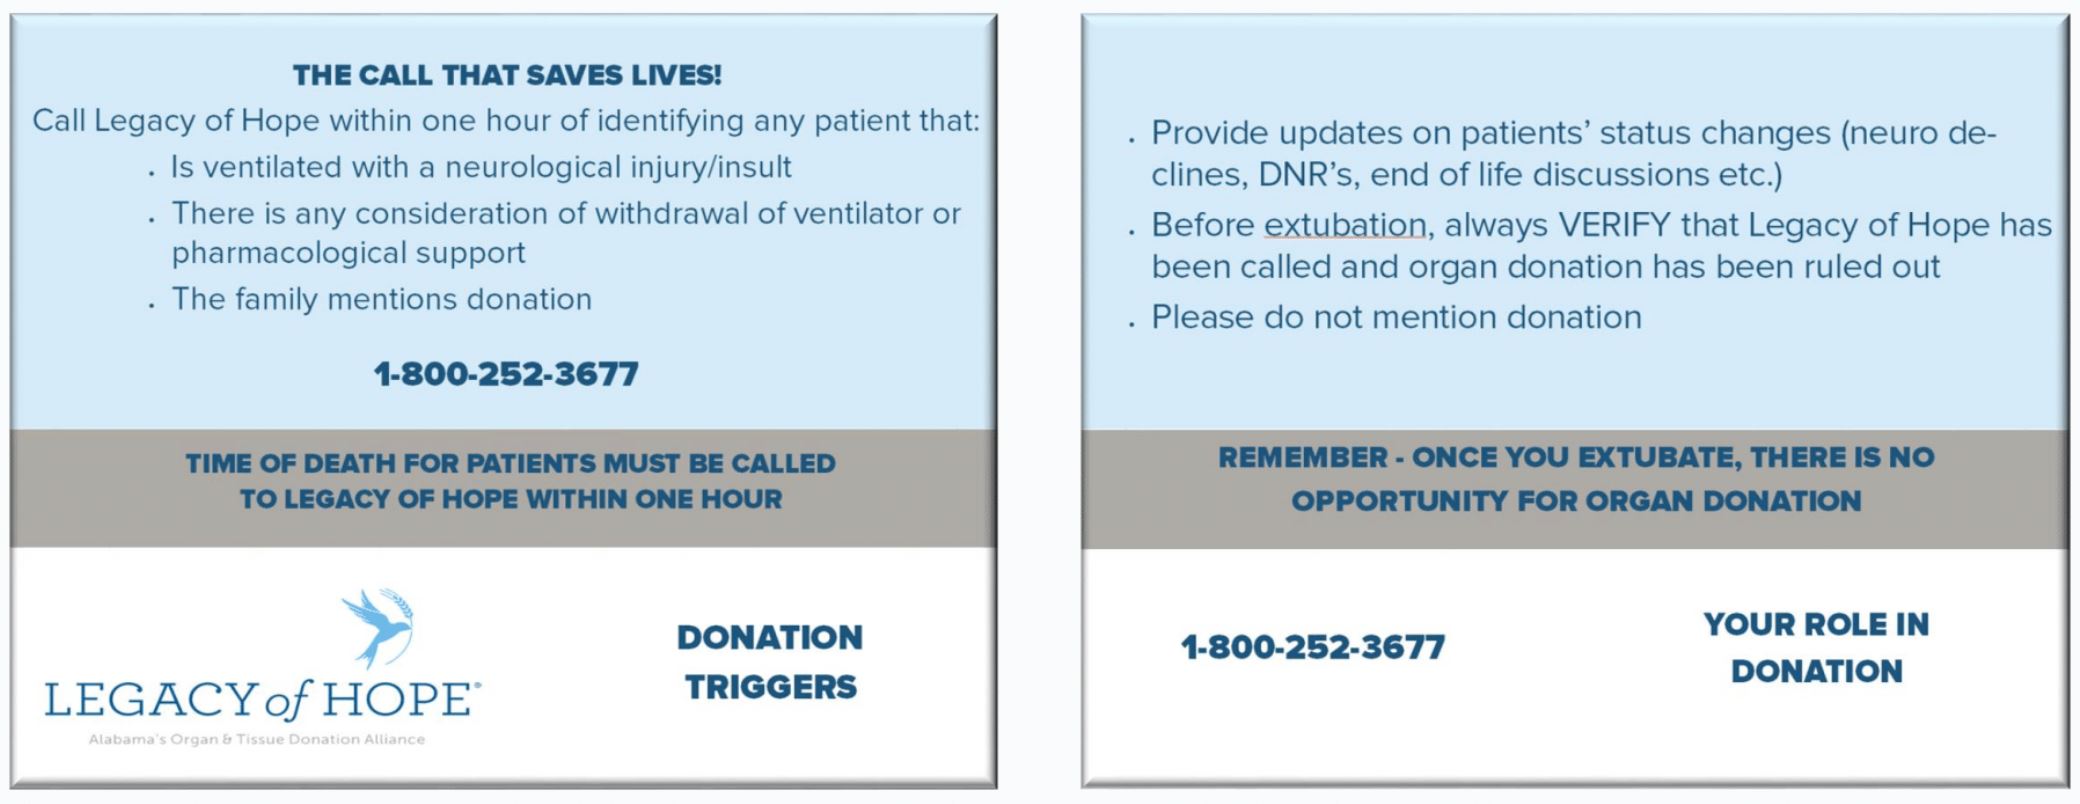 THE CALL THAT SAVES LIVES!
Call Legacy of Hope within one hour of identifying any patient that:
. Is ventilated with a neurological injury/insult
. There is any consideration of withdrawal of ventilator or
pharmacological support
. The family mentions donation
1-800-252-3677
TIME OF DEATH FOR PATIENTS MUST BE CALLED
TO LEGACY OF HOPE WITHIN ONE HOUR
LEGACY of HOPE®
Alabama's Organ & Tissue Donation Alliance
DONATION
TRIGGERS
. Provide updates on patients’ status changes (neuro de-
clines, DNR’s, end of life discussions etc.)
. Before extubation, always VERIFY that Legacy of Hope has
been called and organ donation has been ruled out
. Please do not mention donation
REMEMBER - ONCE YOU EXTUBATE, THERE IS NO
OPPORTUNITY FOR ORGAN DONATION
1-800-252-3677
YOUR ROLE IN
DONATION